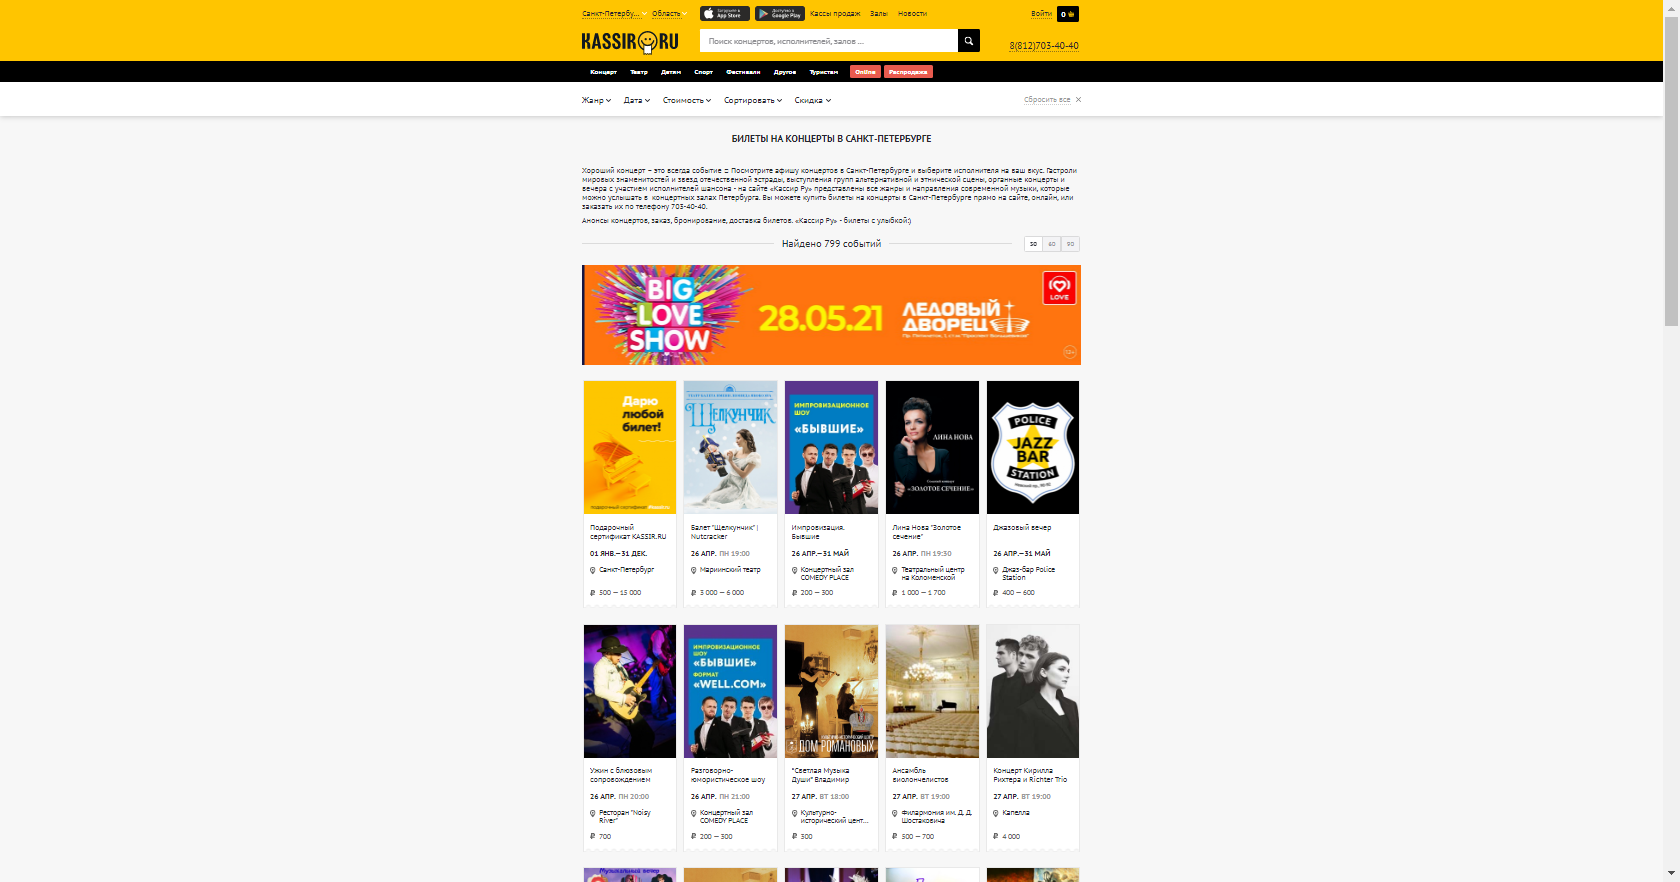 Санкт-Петербу... Область
Загрузите в App Store
Доступно в Google Play
Кассы продаж Залы Новости
Войти 0
KASSIR RU
Поиск концертов, исполнителей, залов ...
8(812)703-40-40
Концерт Театр Детям Спорт Фестивали Другое Туристам Online Распродажа
Жанр Дата Стоимость Сортировать Скидка Сбросить все
БИЛЕТЫ НА КОНЦЕРТЫ В САНКТ-ПЕТЕРБУРГЕ
Хороший концерт – это всегда событие :: Посмотрите афишу концертов в Санкт-Петербурге и выберите исполнителя на ваш вкус. Гастроли
мировых знаменитостей и звезд отечественной эстрады, выступления групп альтернативной и этнической сцены, органные концерты и
вечера с участием исполнителей шансона - на сайте «Кассир Ру» представлены все жанры и направления современной музыки, которые
можно услышать в концертных залах Петербурга. Вы можете купить билеты на концерты в Санкт-Петербурге прямо на сайте, онлайн, или
заказать их по телефону 703-40-40.
Анонсы концертов, заказ, бронирование, доставка билетов. «Кассир Ру» - билеты с улыбкой:)
Найдено 799 событий
30 60 90
BIG
LOVE
SHOW
28.05.21
ЛЕДОВЫЙ
ДВОРЕЦ
LOVE
Дарю
любой
билет!
Щелкунчик
ИМПРОВИЗАЦИОННОЕ
ШОУ
«БЫВШИЕ»
ЛИНА НОВА
«ЗОЛОТОЕ СЕЧЕНИЕ»
POLICE
JAZZ
BAR
STATION
Подарочный
сертификат KASSIR.RU
01 ЯНВ.—31 ДЕК.
Санкт-Петербург
₽ 500 — 15 000
Балет "Щелкунчик" |
Nutcracker
26 АПР. ПН 19:00
Мариинский театр
₽ 3 000 — 6 000
Импровизация.
Бывшие
26 АПР.—31 МАЙ
Концертный зал
COMEDY PLACE
₽ 200 — 300
Лина Нова "Золотое
сечение"
26 АПР. ПН 19:30
Театральный центр
на Коломенской
₽ 1 000 — 1 700
Джазовый вечер
26 АПР.—31 МАЙ
Джаз-бар Police
Station
₽ 400 — 600
ИМПРОВИЗАЦИОННОЕ
ШОУ
«БЫВШИЕ»
ФОРМАТ
«WELL.COM»
ДОМ РОМАНОВЫХ
Ужин с блюзовым
сопровождением
26 АПР. ПН 20:00
Ресторан "Noisy
River"
₽ 700
Разговорно-
юмористическое шоу
26 АПР. ПН 21:00
Концертный зал
COMEDY PLACE
₽ 200 — 300
"Светлая Музыка
Души" Владимир
27 АПР. ВТ 18:00
Культурно-
исторический цент...
₽ 300
Ансамбль
виолончелистов
27 АПР. ВТ 19:00
Филармония им. Д. Д.
Шостаковича
₽ 500 — 700
Концерт Кирилла
Рихтера и Richter Trio
27 АПР. ВТ 19:00
Капелла
₽ 4 000
Музыкальный вечер